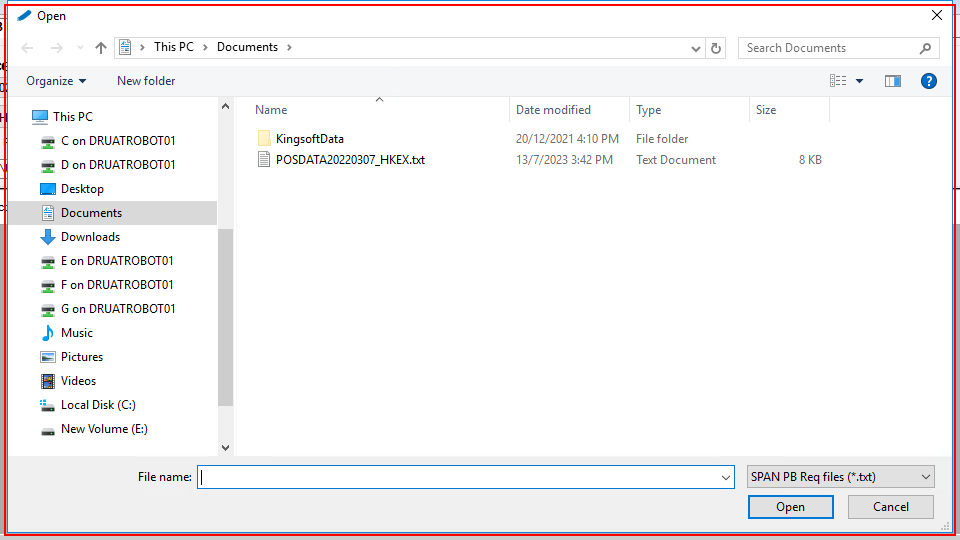 Open
This PC > Documents >
Search Documents
Organize
New folder
Name
Date modified
Type
Size
KingsoftData
20/12/2021 4:10 PM
File folder
POSDATA20220307_HKEX.txt
13/7/2023 3:42 PM
Text Document
8 KB
This PC
C on DRUATROBOT01
D on DRUATROBOT01
Desktop
Documents
Downloads
E on DRUATROBOT01
F on DRUATROBOT01
G on DRUATROBOT01
Music
Pictures
Videos
Local Disk (C:)
New Volume (E:)
File name:
SPAN PB Req files (*.txt)
Open
Cancel